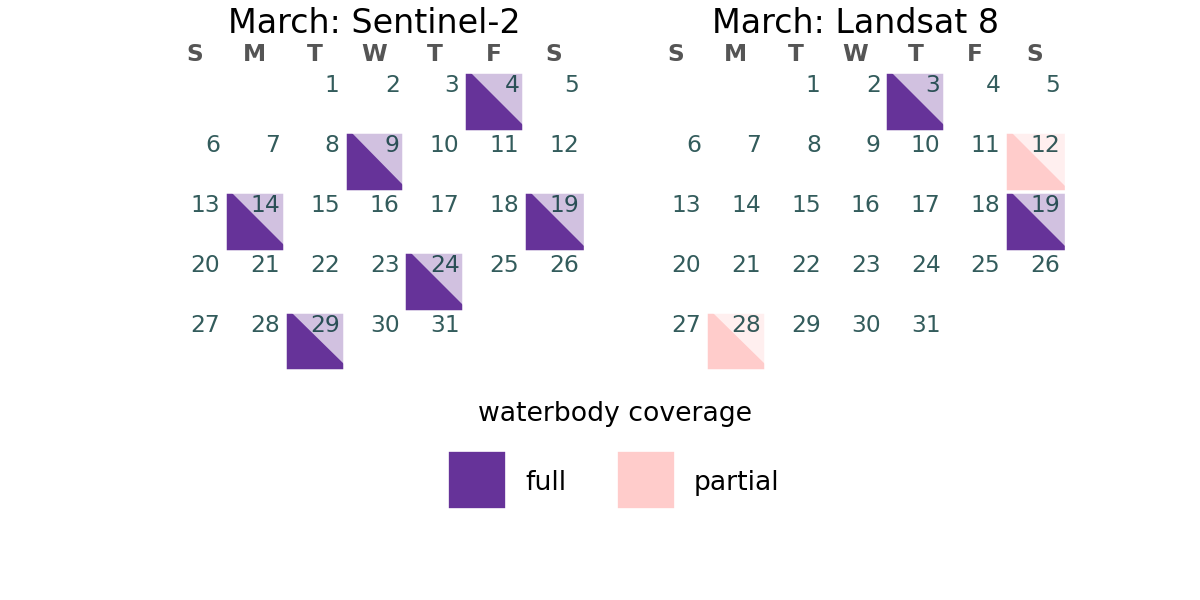 March: Sentinel-2
S M T W T F S
1 2 3 4 5
6 7 8 9 10 11 12
13 14 15 16 17 18 19
20 21 22 23 24 25 26
27 28 29 30 31
March: Landsat 8
S M T W T F S
1 2 3 4 5
6 7 8 9 10 11 12
13 14 15 16 17 18 19
20 21 22 23 24 25 26
27 28 29 30 31
waterbody coverage
full
partial